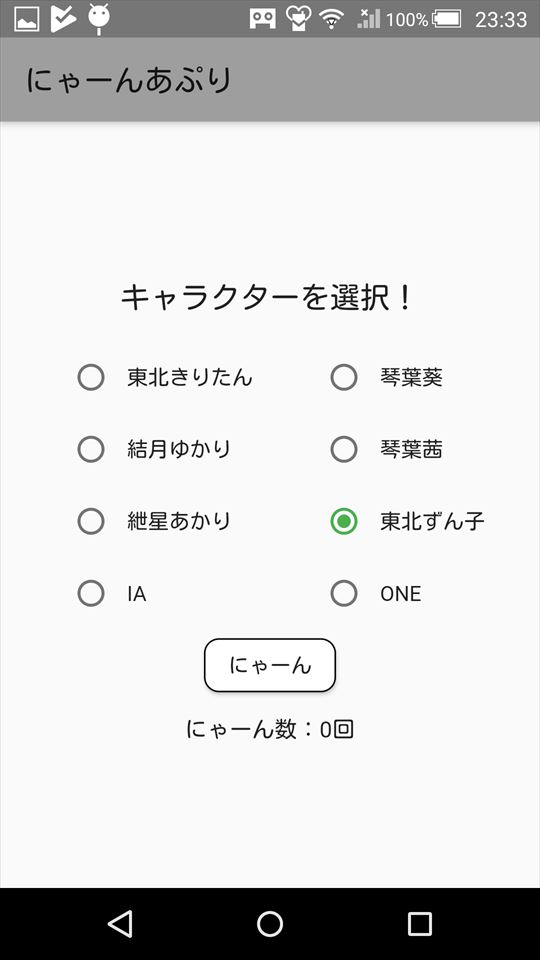 100% 23:33
にゃーんあぷり
キャラクターを選択！
東北きりたん 琴葉葵
結月ゆかり 琴葉茜
紲星あかり 東北ずん子
IA ONE
にゃーん
にゃーん数：0回